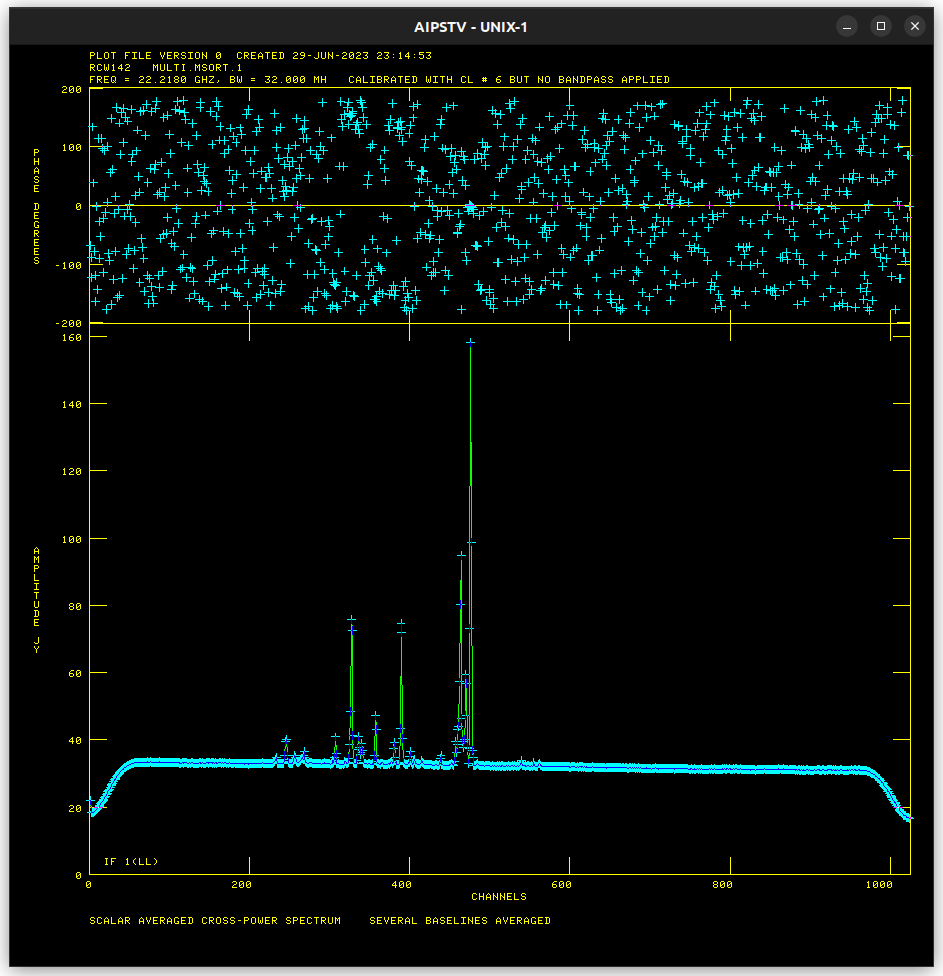 AIPSTV - UNIX-1
PLOT FILE VERSION 0  CREATED 29-JUN-2023 23:14:53
RCW142   MULTI.MSORT.1
FREQ = 22.2180 GHZ, BW = 32.000 MH   CALIBRATED WITH CL # 6 BUT NO BANDPASS APPLIED
200
100
0
-100
-200
PHASE DEGREES
160
140
120
100
80
60
40
20
0
AMPLITUDE JY
IF 1(LL)
0 200 400 600 800 1000
CHANNELS
SCALAR AVERAGED CROSS-POWER SPECTRUM    SEVERAL BASELINES AVERAGED